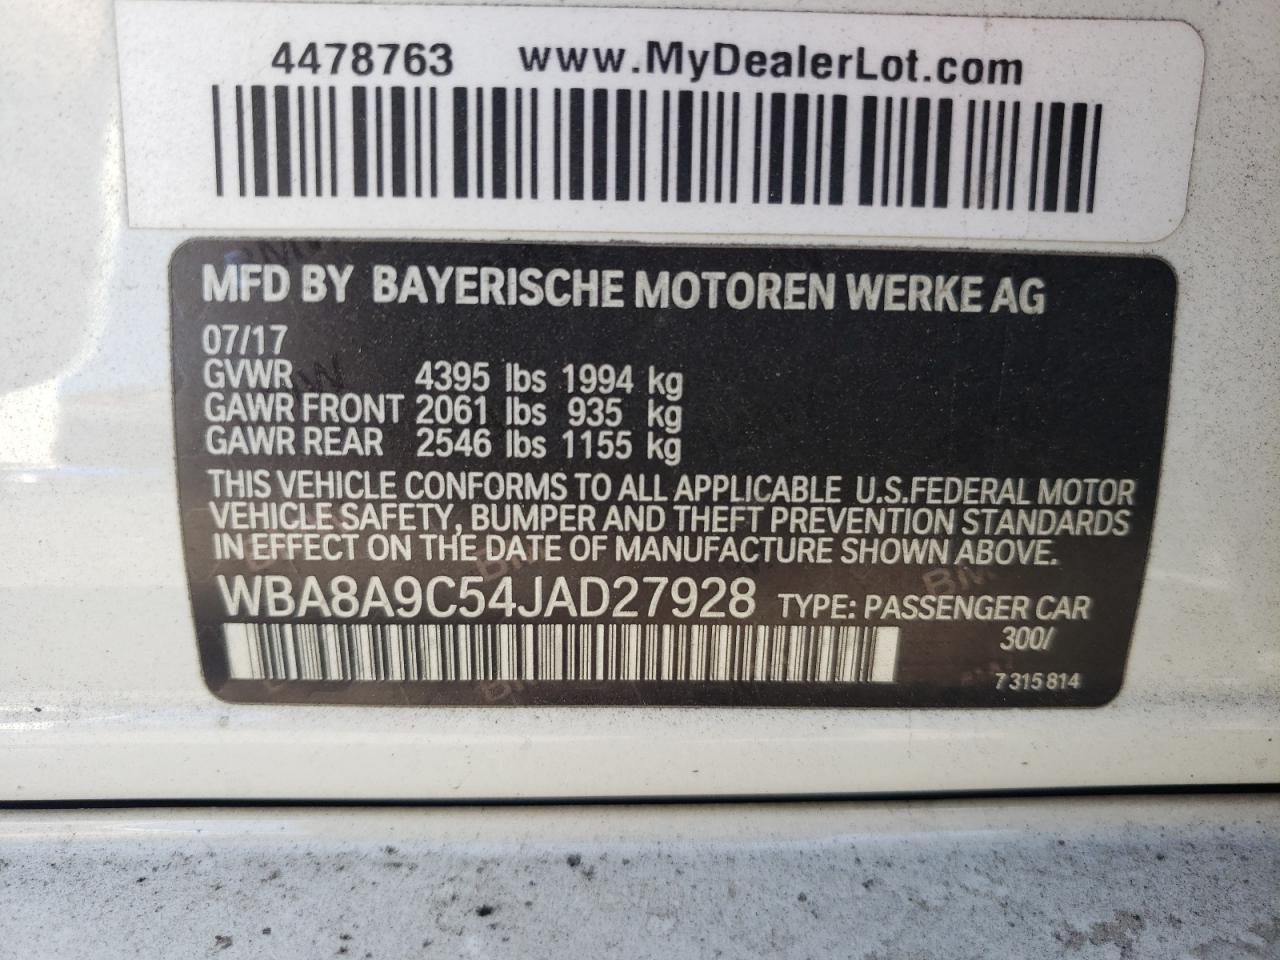 4478763 www.MyDealerLot.com
MFD BY BAYERISCHE MOTOREN WERKE AG
07/17
GVWR 4395 lbs 1994 kg
GAWR FRONT 2061 lbs 935 kg
GAWR REAR 2546 lbs 1155 kg
THIS VEHICLE CONFORMS TO ALL APPLICABLE U.S.FEDERAL MOTOR
VEHICLE SAFETY, BUMPER AND THEFT PREVENTION STANDARDS
IN EFFECT ON THE DATE OF MANUFACTURE SHOWN ABOVE.
WBA8A9C54JAD27928 TYPE: PASSENGER CAR
300/
7 315 814